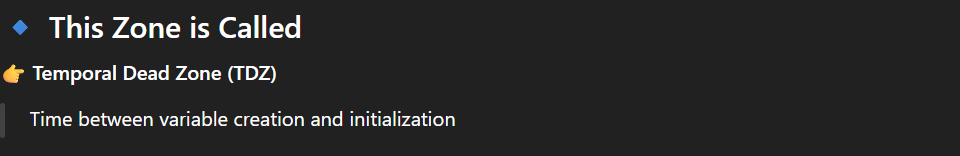 This Zone is Called
Temporal Dead Zone (TDZ)
Time between variable creation and initialization